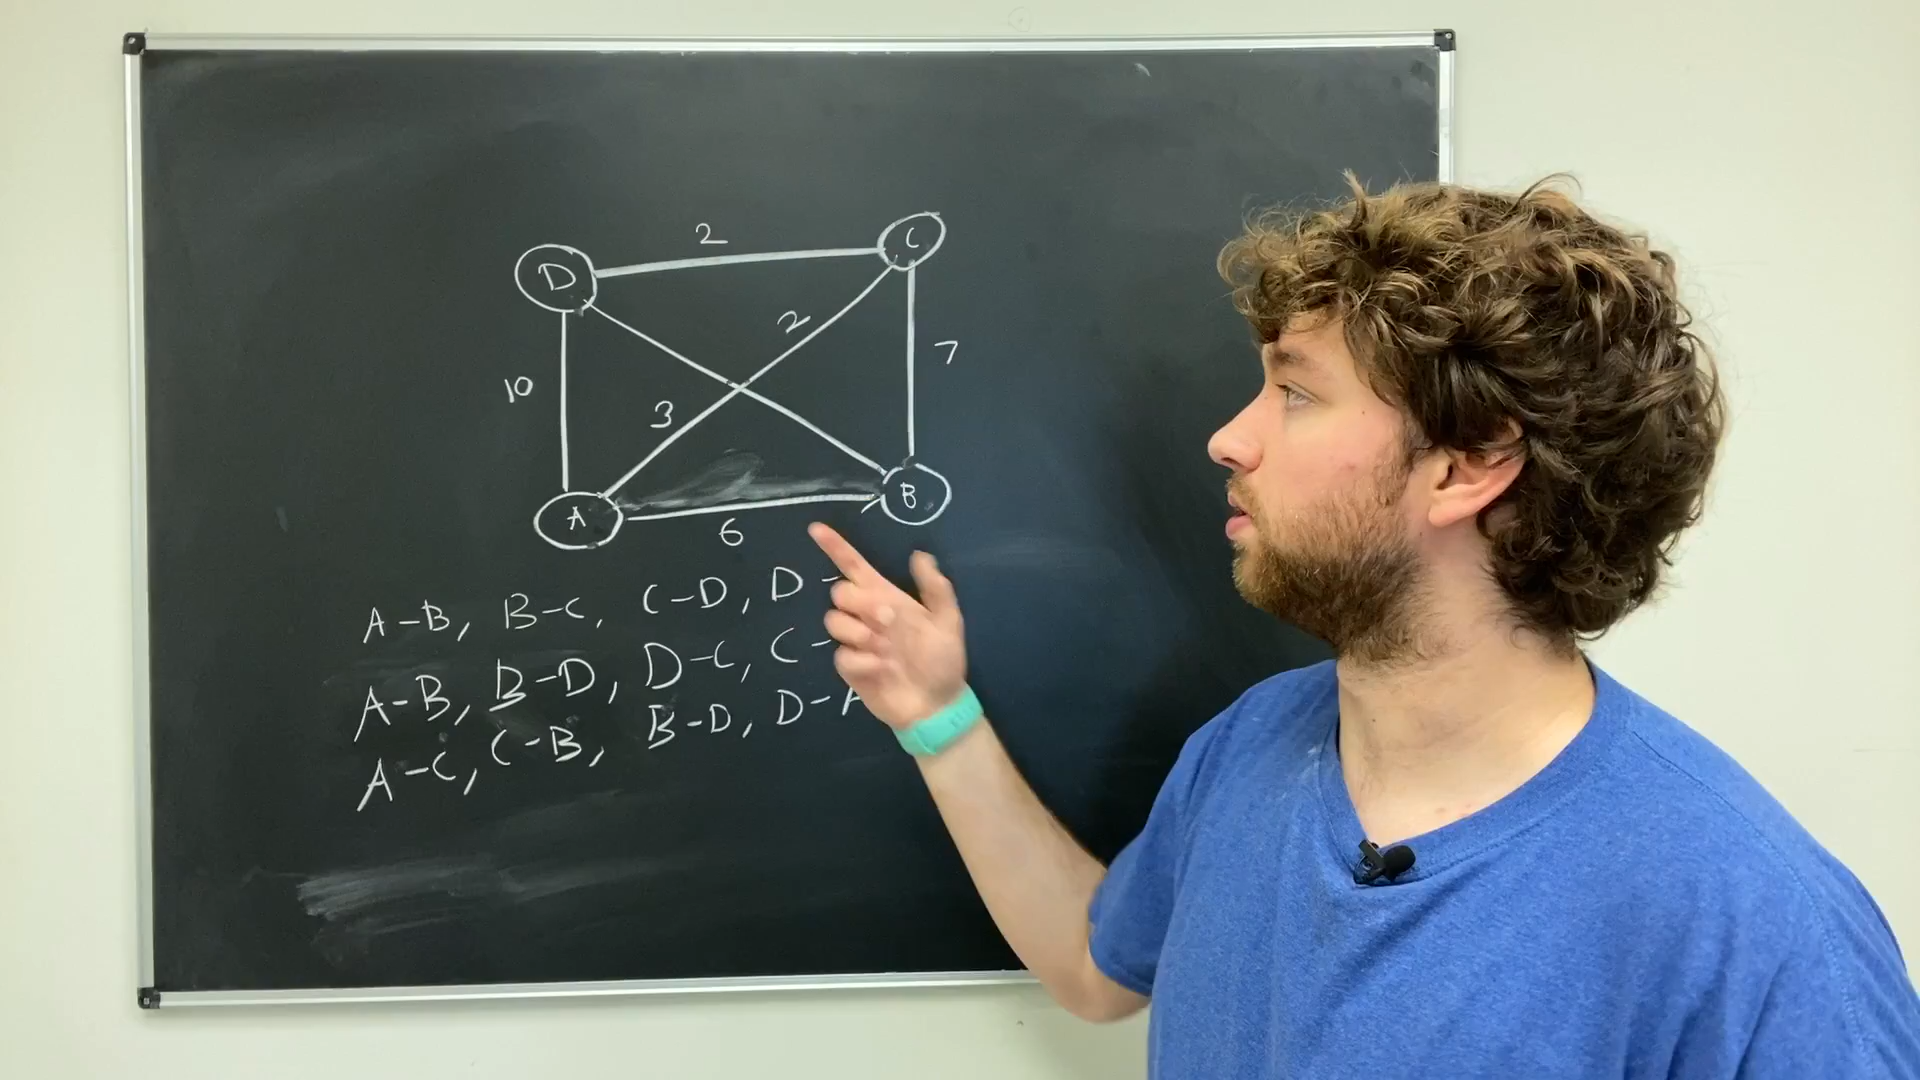 2
C
D
2
7
10
3
B
A
6
A-B, B-C, C-D, D-
A-B, B-D, D-C, C-
A-C, C-B, B-D, D-A